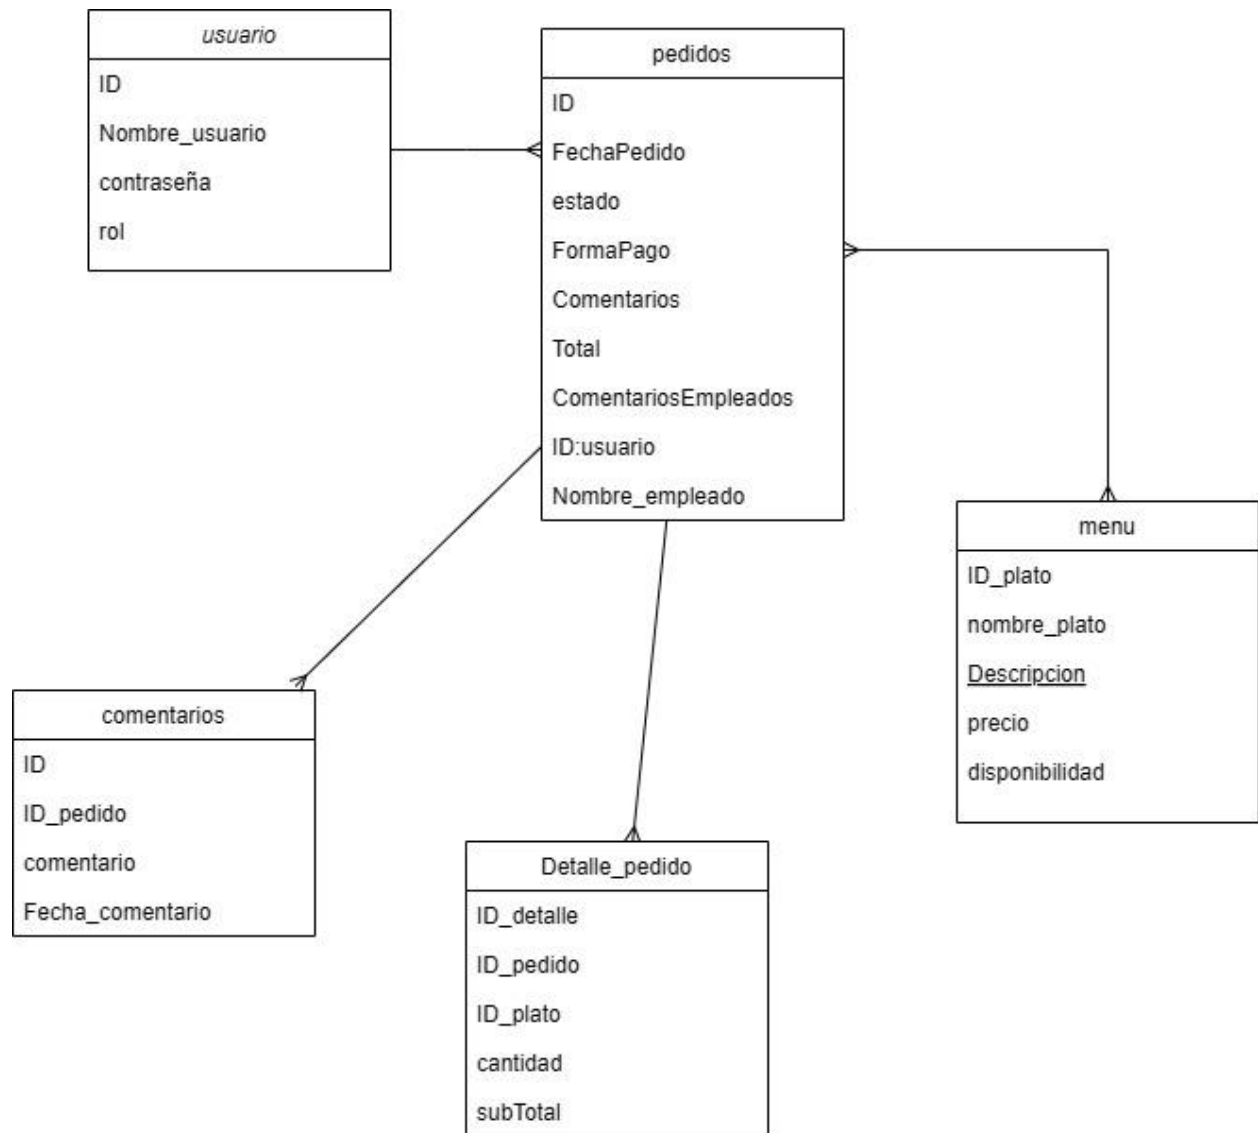 usuario
ID
Nombre_usuario
contraseña
rol
pedidos
ID
FechaPedido
estado
FormaPago
Comentarios
Total
ComentariosEmpleados
ID:usuario
Nombre_empleado
menu
ID_plato
nombre_plato
Descripcion
precio
disponibilidad
comentarios
ID
ID_pedido
comentario
Fecha_comentario
Detalle_pedido
ID_detalle
ID_pedido
ID_plato
cantidad
subTotal